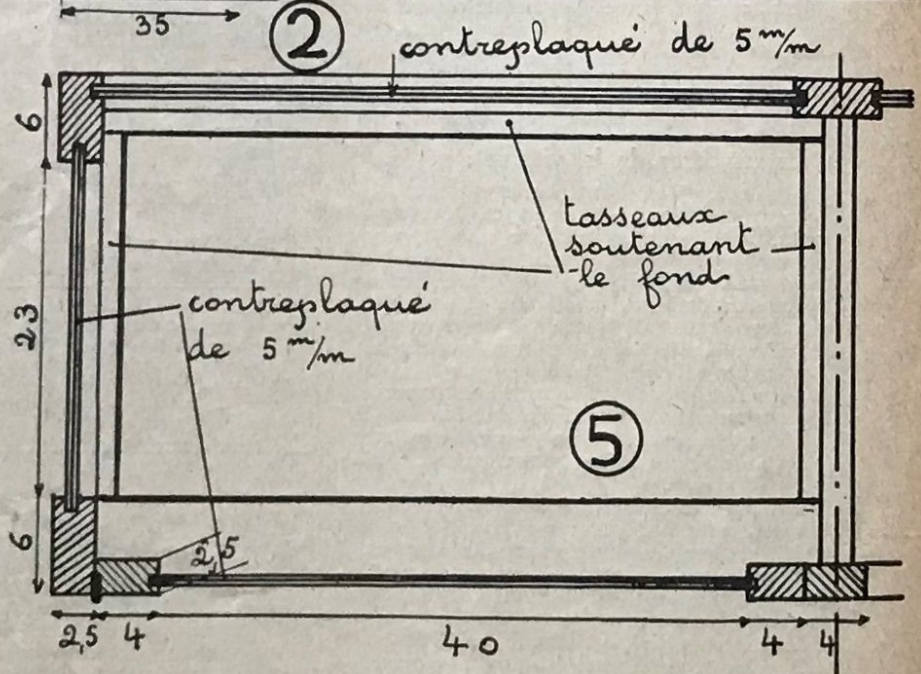 35
2
contreplaqué de 5 m/m
6
tasseaux
soutenant
le fond
23
contreplaqué
de 5 m/m
5
6
2,5
2,5
4
40
4
4